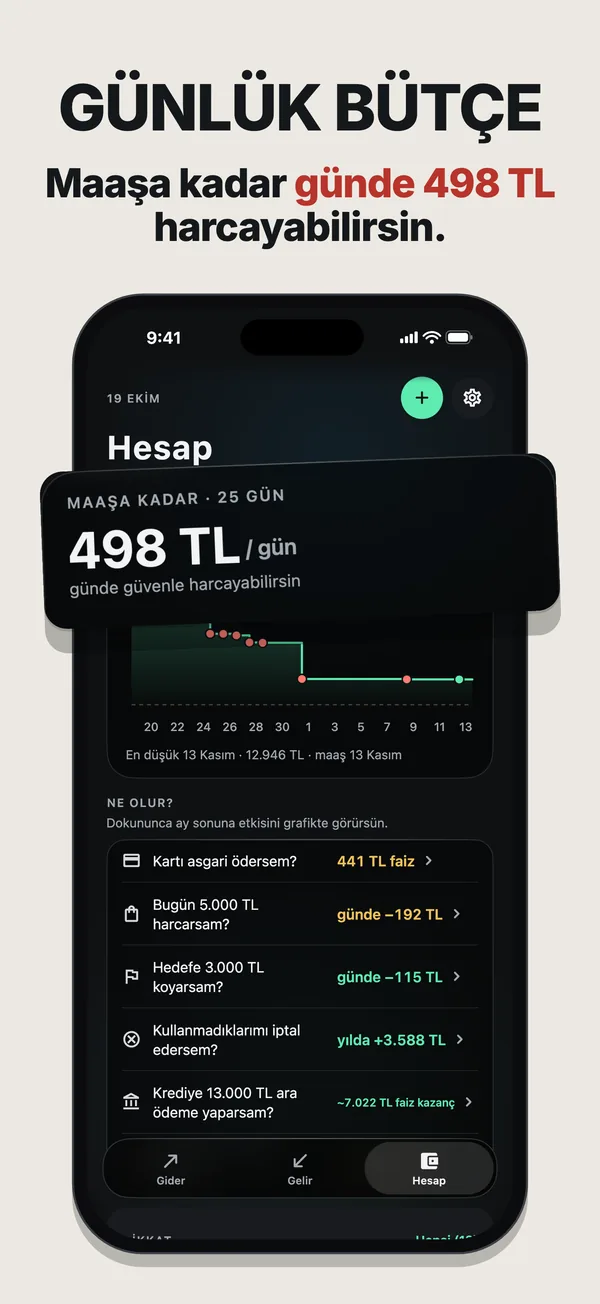 GÜNLÜK BÜTÇE
Maaşa kadar günde 498 TL
harcayabilirsin.
9:41
19 EKİM
Hesap
MAAŞA KADAR · 25 GÜN
498 TL / gün
günde güvenle harcayabilirsin
20 22 24 26 28 30 1 3 5 7 9 11 13
En düşük 13 Kasım · 12.946 TL · maaş 13 Kasım
NE OLUR?
Dokununca ay sonuna etkisini grafikte görürsün.
Kartı asgari ödersem? 441 TL faiz
Bugün 5.000 TL
harcarsam?
günde −192 TL
Hedefe 3.000 TL
koyarsam?
günde −115 TL
Kullanmadıklarımı iptal
edersem?
yılda +3.588 TL
Krediye 13.000 TL ara
ödeme yaparsam?
~7.022 TL faiz kazanç
Gider Gelir Hesap